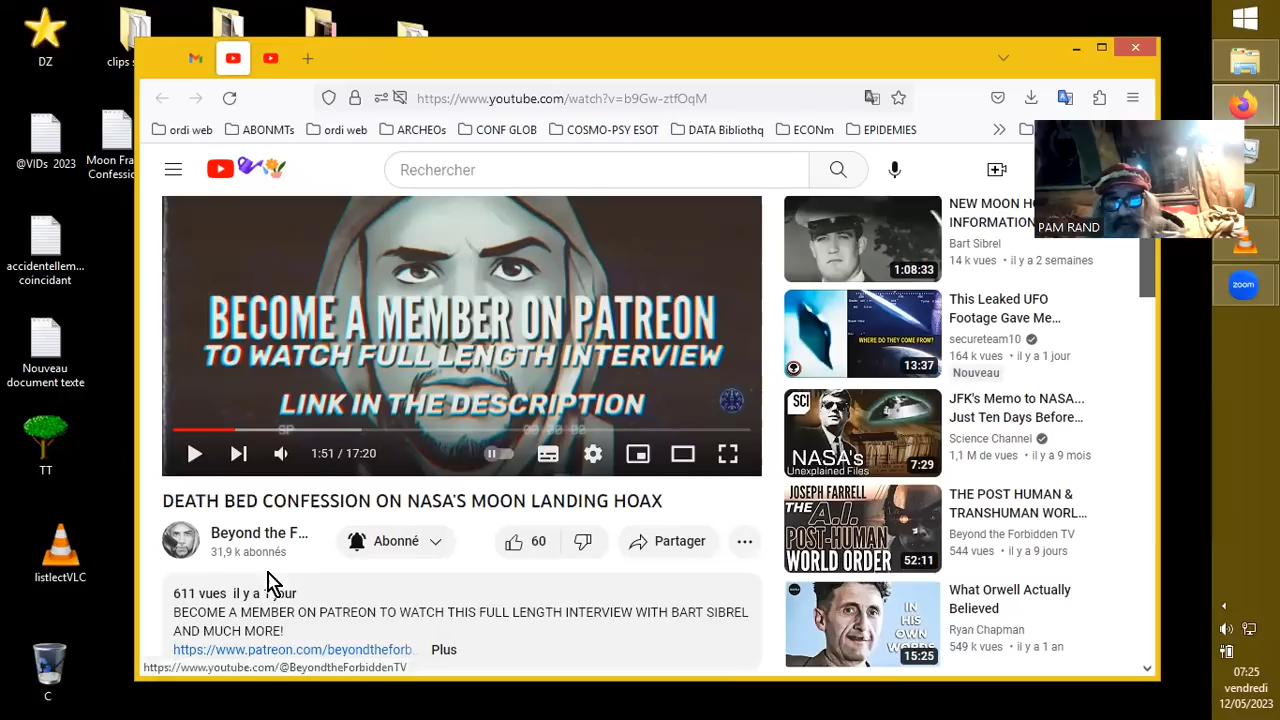 DZ
clips s
@VIDs 2023
Moon Fra
Confessio
accidentellem...
coincidant
Nouveau
document texte
TT
listlectVLC
C
https://www.youtube.com/watch?v=b9Gw-ztfOqM
ordi web
ABONMTs
ordi web
ARCHEOs
CONF GLOB
COSMO-PSY ESOT
DATA Bibliothq
ECONm
EPIDEMIES
Rechercher
BECOME A MEMBER ON PATREON
TO WATCH FULL LENGTH INTERVIEW
LINK IN THE DESCRIPTION
SP
00:00:02
1:51 / 17:20
DEATH BED CONFESSION ON NASA'S MOON LANDING HOAX
Beyond the F...
31,9 k abonnés
Abonné
60
Partager
611 vues il y a 1 jour
BECOME A MEMBER ON PATREON TO WATCH THIS FULL LENGTH INTERVIEW WITH BART SIBREL
AND MUCH MORE!
https://www.patreon.com/beyondtheforb...
Plus
https://www.youtube.com/@BeyondtheForbiddenTV
1:08:33
NEW MOON HO
INFORMATION
Bart Sibrel
14 k vues • il y a 2 semaines
WHERE DO THEY COME FROM?
13:37
This Leaked UFO
Footage Gave Me...
secureteam10
164 k vues • il y a 1 jour
Nouveau
SCI
NASA's
Unexplained Files
7:29
JFK's Memo to NASA...
Just Ten Days Before...
Science Channel
1,1 M de vues • il y a 9 mois
JOSEPH FARRELL
THE A.I.
POST-HUMAN
WORLD ORDER
52:11
THE POST HUMAN &
TRANSHUMAN WORL...
Beyond the Forbidden TV
544 vues • il y a 9 jours
IN
HIS
OWN
WORDS
15:25
What Orwell Actually
Believed
Ryan Chapman
549 k vues • il y a 1 an
PAM RAND
zoom
07:25
vendredi
12/05/2023